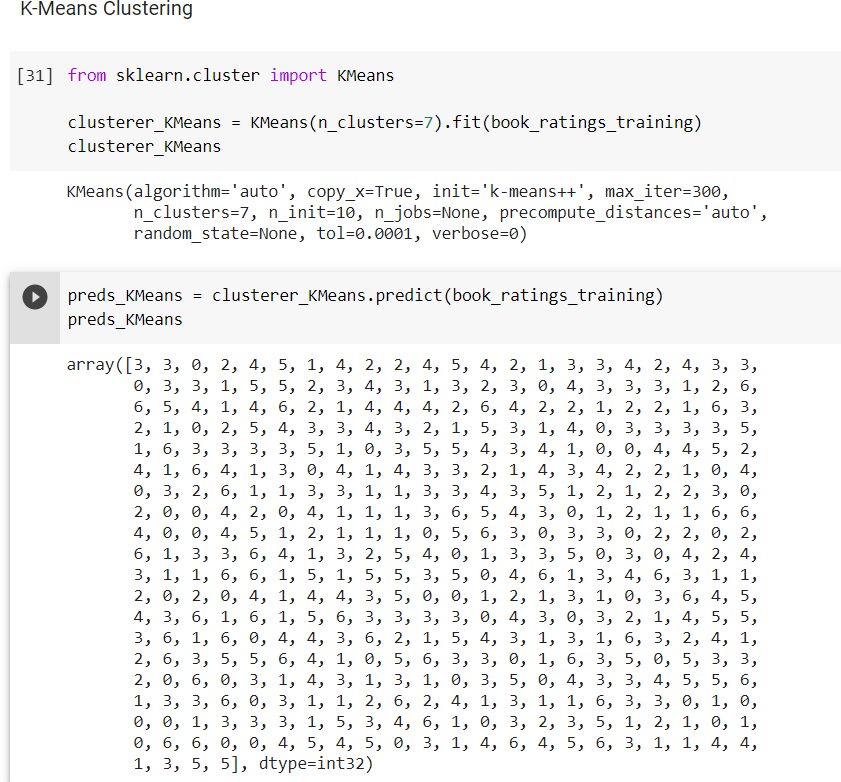 K-Means Clustering
[31] from sklearn.cluster import KMeans
clusterer_KMeans = KMeans(n_clusters=7).fit(book_ratings_training)
clusterer_KMeans
KMeans(algorithm='auto', copy_x=True, init='k-means++', max_iter=300,
n_clusters=7, n_init=10, n_jobs=None, precompute_distances='auto',
random_state=None, tol=0.0001, verbose=0)
preds_KMeans = clusterer_KMeans.predict(book_ratings_training)
preds_KMeans
array([3, 3, 0, 2, 4, 5, 1, 4, 2, 2, 4, 5, 4, 2, 1, 3, 3, 4, 2, 4, 3, 3,
0, 3, 3, 1, 5, 5, 2, 3, 4, 3, 1, 3, 2, 3, 0, 4, 3, 3, 3, 1, 2, 6,
6, 5, 4, 1, 4, 6, 2, 1, 4, 4, 4, 2, 6, 4, 2, 2, 1, 2, 2, 1, 6, 3,
2, 1, 0, 2, 5, 4, 3, 3, 4, 3, 2, 1, 5, 3, 1, 4, 0, 3, 3, 3, 3, 5,
1, 6, 3, 3, 3, 3, 5, 1, 0, 3, 5, 5, 4, 3, 4, 1, 0, 0, 4, 4, 5, 2,
4, 1, 6, 4, 1, 3, 0, 4, 1, 4, 3, 3, 2, 1, 4, 3, 4, 2, 2, 1, 0, 4,
0, 3, 2, 6, 1, 1, 3, 3, 1, 1, 3, 3, 4, 3, 5, 1, 2, 1, 2, 2, 3, 0,
2, 0, 0, 4, 2, 0, 4, 1, 1, 1, 3, 6, 5, 4, 3, 0, 1, 2, 1, 1, 6, 6,
4, 0, 0, 4, 5, 1, 2, 1, 1, 1, 0, 5, 6, 3, 0, 3, 3, 0, 2, 2, 0, 2,
6, 1, 3, 3, 6, 4, 1, 3, 2, 5, 4, 0, 1, 3, 3, 5, 0, 3, 0, 4, 2, 4,
3, 1, 1, 6, 6, 1, 5, 1, 5, 5, 3, 5, 0, 4, 6, 1, 3, 4, 6, 3, 1, 1,
2, 0, 2, 0, 4, 1, 4, 4, 3, 5, 0, 0, 1, 2, 1, 3, 1, 0, 3, 6, 4, 5,
4, 3, 6, 1, 6, 1, 5, 6, 3, 3, 3, 3, 0, 4, 3, 0, 3, 2, 1, 4, 5, 5,
3, 6, 1, 6, 0, 4, 4, 3, 6, 2, 1, 5, 4, 3, 1, 3, 1, 6, 3, 2, 4, 1,
2, 6, 3, 5, 5, 6, 4, 1, 0, 5, 6, 3, 3, 0, 1, 6, 3, 5, 0, 5, 3, 3,
2, 0, 6, 0, 3, 1, 4, 3, 1, 3, 1, 0, 3, 5, 0, 4, 3, 3, 4, 5, 5, 6,
1, 3, 3, 6, 0, 3, 1, 1, 2, 6, 2, 4, 1, 3, 1, 1, 6, 3, 3, 0, 1, 0,
0, 0, 1, 3, 3, 3, 1, 5, 3, 4, 6, 1, 0, 3, 2, 3, 5, 1, 2, 1, 0, 1,
0, 6, 6, 0, 0, 4, 5, 4, 5, 0, 3, 1, 4, 6, 4, 5, 6, 3, 1, 1, 4, 4,
1, 3, 5, 5], dtype=int32)